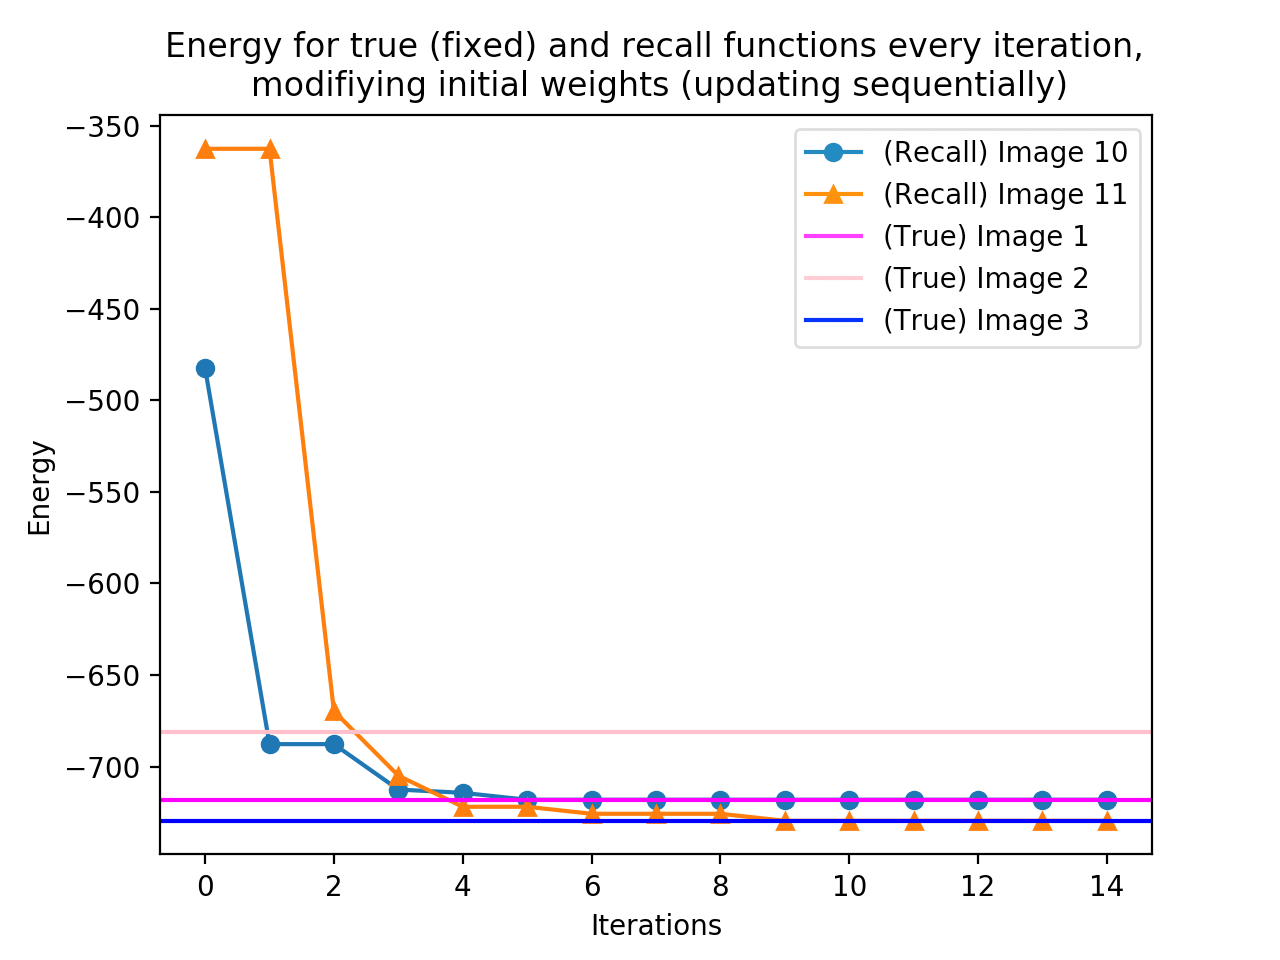 Energy for true (fixed) and recall functions every iteration,
modifiying initial weights (updating sequentially)
−350
−400
−450
−500
−550
−600
−650
−700
Energy
(Recall) Image 10
(Recall) Image 11
(True) Image 1
(True) Image 2
(True) Image 3
0 2 4 6 8 10 12 14
Iterations